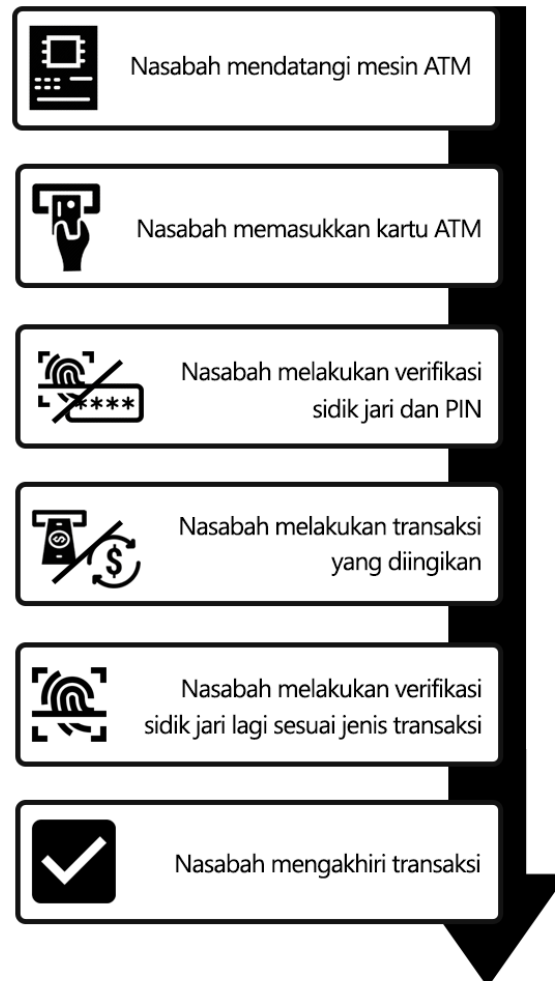 Nasabah mendatangi mesin ATM
Nasabah memasukkan kartu ATM
Nasabah melakukan verifikasi
sidik jari dan PIN
****
Nasabah melakukan transaksi
yang diingikan
$
Nasabah melakukan verifikasi
sidik jari lagi sesuai jenis transaksi
Nasabah mengakhiri transaksi